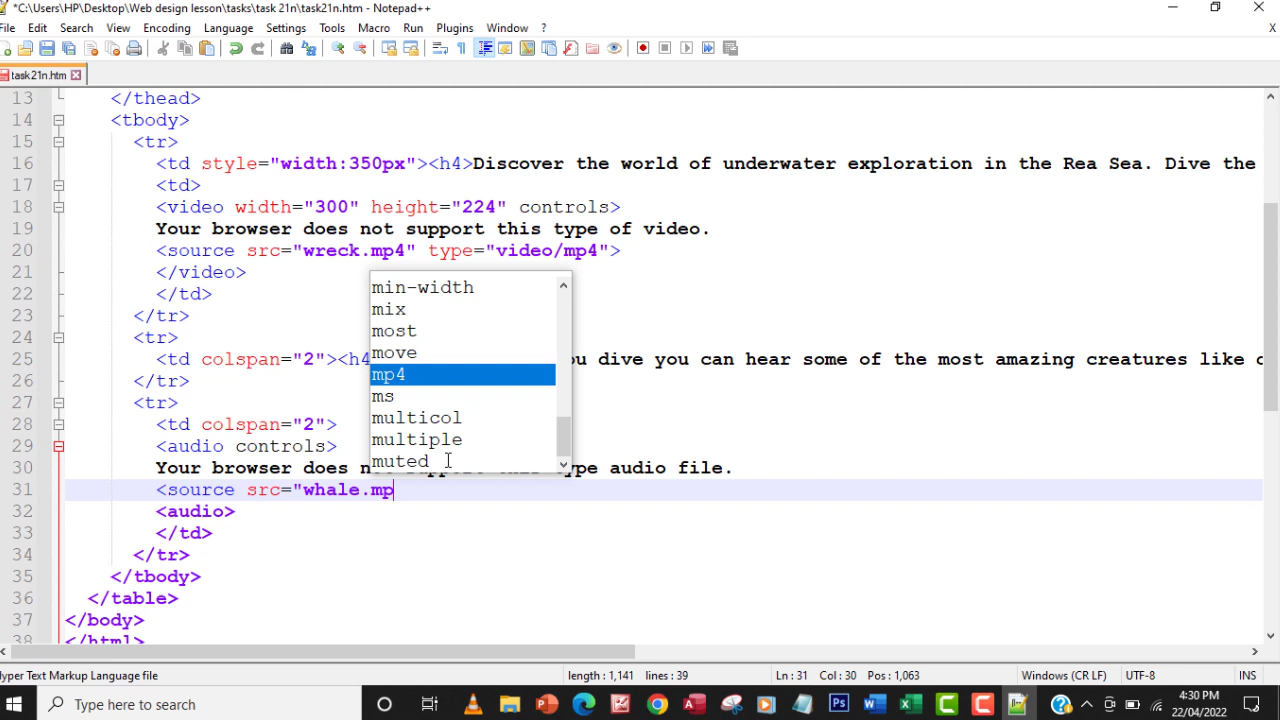 *C:\Users\HP\Desktop\Web design lesson\tasks\task 21n\task21n.htm - Notepad++
File Edit Search View Encoding Language Settings Tools Macro Run Plugins Window ?
X
task21n.htm
13 </thead>
14 <tbody>
15 <tr>
16 <td style="width:350px"><h4>Discover the world of underwater exploration in the Rea Sea. Dive the
17 <td>
18 <video width="300" height="224" controls>
19 Your browser does not support this type of video.
20 <source src="wreck.mp4" type="video/mp4">
21 </video>
22 </td>
23 </tr>
24 <tr>
25 <td colspan="2"><h4 ou dive you can hear some of the most amazing creatures like
26 </tr>
27 <tr>
28 <td colspan="2">
29 <audio controls>
30 Your browser does not support this type audio file.
31 <source src="whale.mp
32 <audio>
33 </td>
34 </tr>
35 </tbody>
36 </table>
37 </body>
38 </html>
min-width
mix
most
move
mp4
ms
multicol
multiple
muted
yper Text Markup Language file length : 1,141 lines : 39 Ln : 31 Col : 30 Pos : 1,063 Windows (CR LF) UTF-8 INS
Type here to search
4:30 PM
22/04/2022